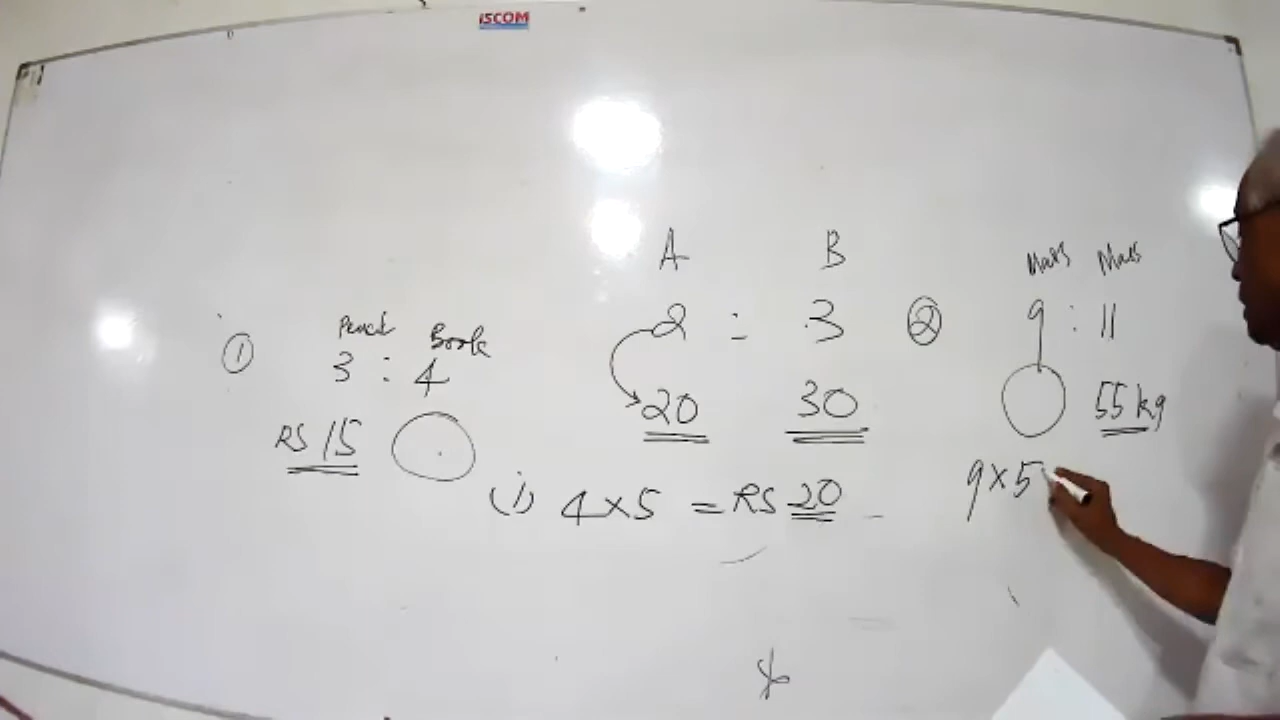 ISCOM
A B
2 : 3
20 30
①
Pencil Book
3 : 4
RS 15
(i) 4×5 = RS 20
②
Mass Mass
9 : 11
55 kg
9×5